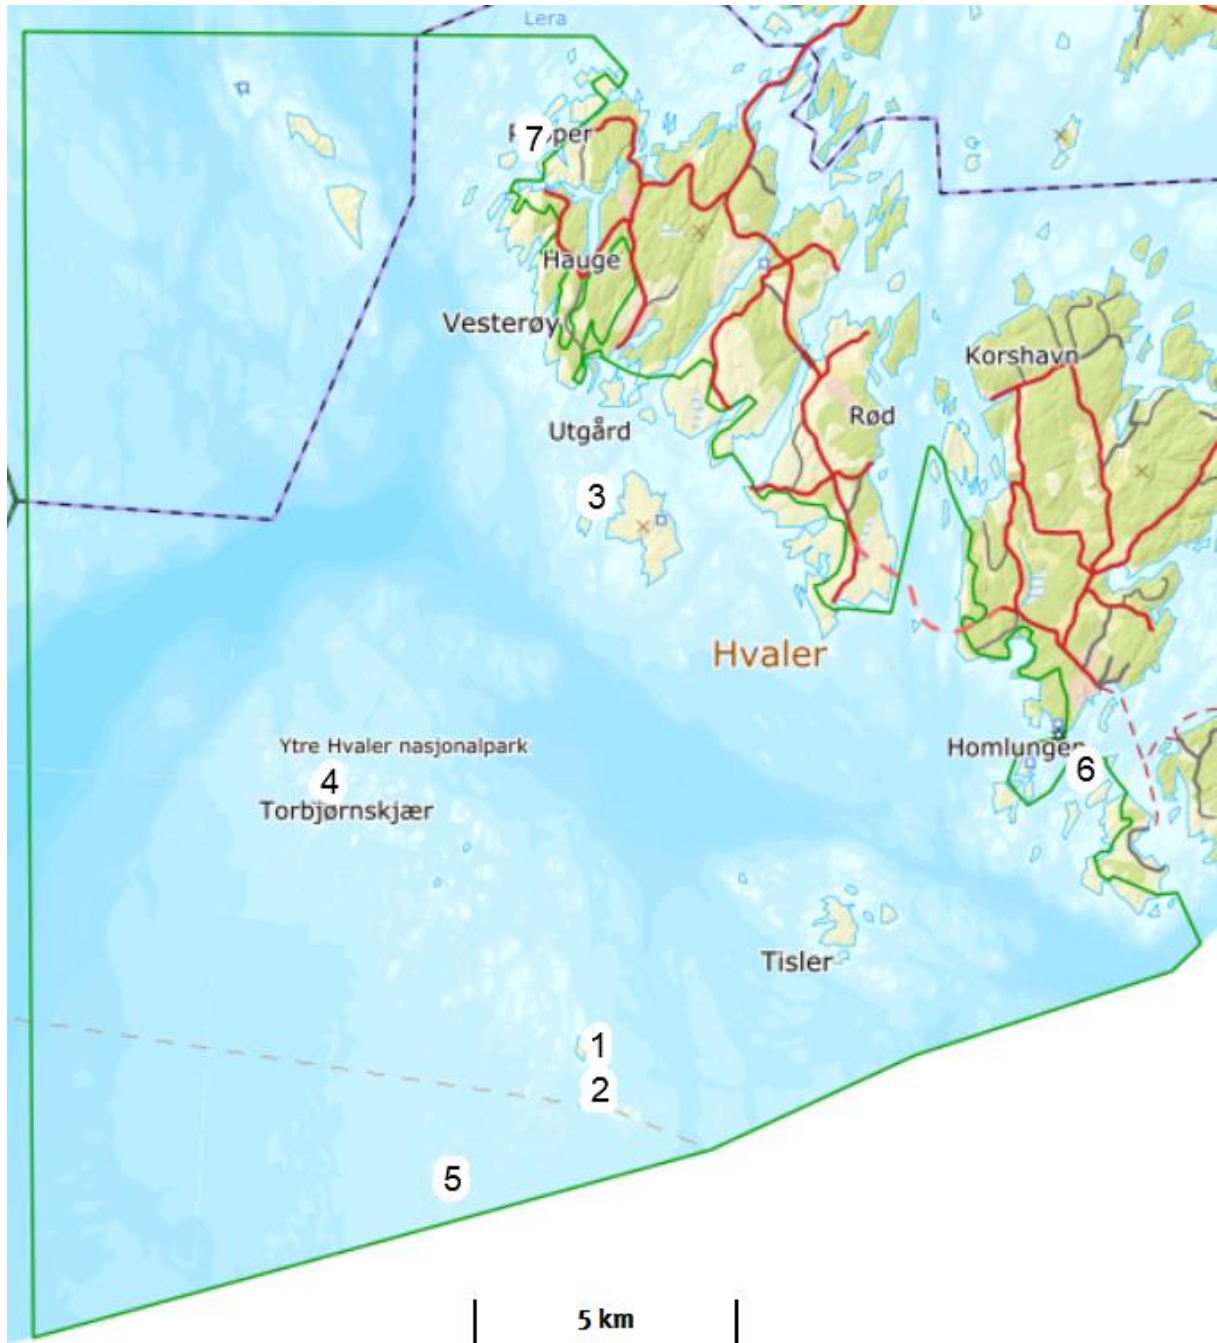 Lera
7
Hauge
Vesterøy
Korshavn
Rød
Utgård
3
Hvaler
Ytre Hvaler nasjonalpark
Homlungen
4
6
Torbjørnskjær
Tisler
1
2
5
5 km